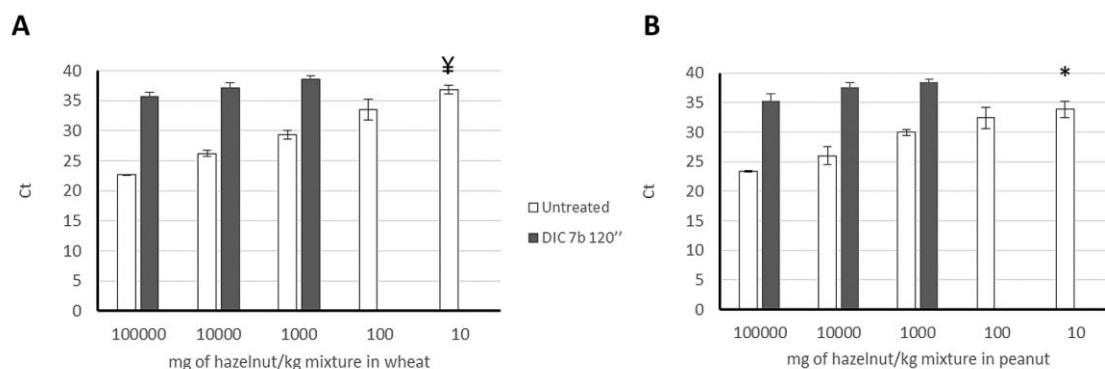 A
¥
40
35
30
25
20
15
10
5
0
Ct
100000 10000 1000 100 10
mg of hazelnut/kg mixture in wheat
Untreated
DIC 7b 120’’
B
*
40
35
30
25
20
15
10
5
0
Ct
100000 10000 1000 100 10
mg of hazelnut/kg mixture in peanut